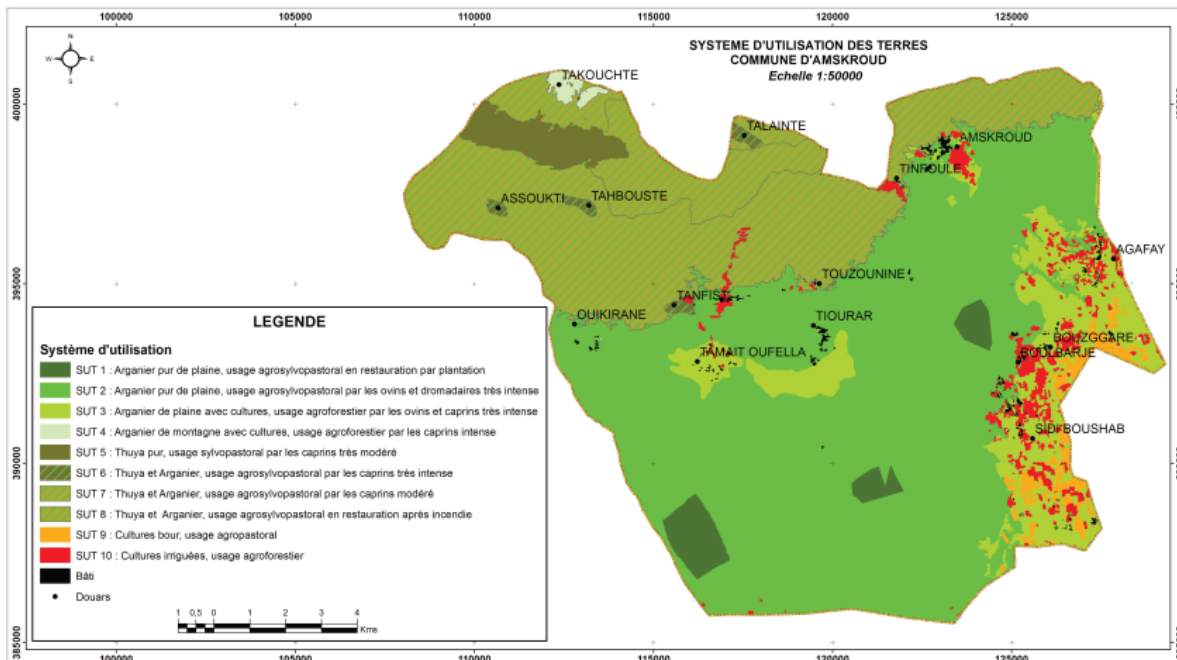 100000 105000 110000 115000 120000 125000
N
W E
S
SYSTEME D'UTILISATION DES TERRES
COMMUNE D'AMSKROUD
Echelle 1:50000
TAKOUCHTE
400000
TALAINTE
AMSKROUD
TINFOULE
ASSOUKTI
TAHBOUSTE
AGAFAY
395000
TOUZOUNINE
TANFIST
OUIKIRANE
TIOURAR
BOUZGGARE
BOULBARJE
TAMAIT OUFELLA
SIDI BOUSHAB
390000
385000
LEGENDE
Système d'utilisation
SUT 1 : Arganier pur de plaine, usage agrosylvopastoral en restauration par plantation
SUT 2 : Arganier pur de plaine, usage agrosylvopastoral par les ovins et dromadaires très intense
SUT 3 : Arganier de plaine avec cultures, usage agroforestier par les ovins et caprins très intense
SUT 4 : Arganier de montagne avec cultures, usage agroforestier par les caprins intense
SUT 5 : Thuya pur, usage sylvopastoral par les caprins très modéré
SUT 6 : Thuya et Arganier, usage agrosylvopastoral par les caprins très intense
SUT 7 : Thuya et Arganier, usage agrosylvopastoral par les caprins modéré
SUT 8 : Thuya et Arganier, usage agrosylvopastoral en restauration après incendie
SUT 9 : Cultures bour, usage agropastoral
SUT 10 : Cultures irriguées, usage agroforestier
Bâti
Douars
1 0,5 0 1 2 3 4
Kms
100000 105000 110000 115000 120000 125000